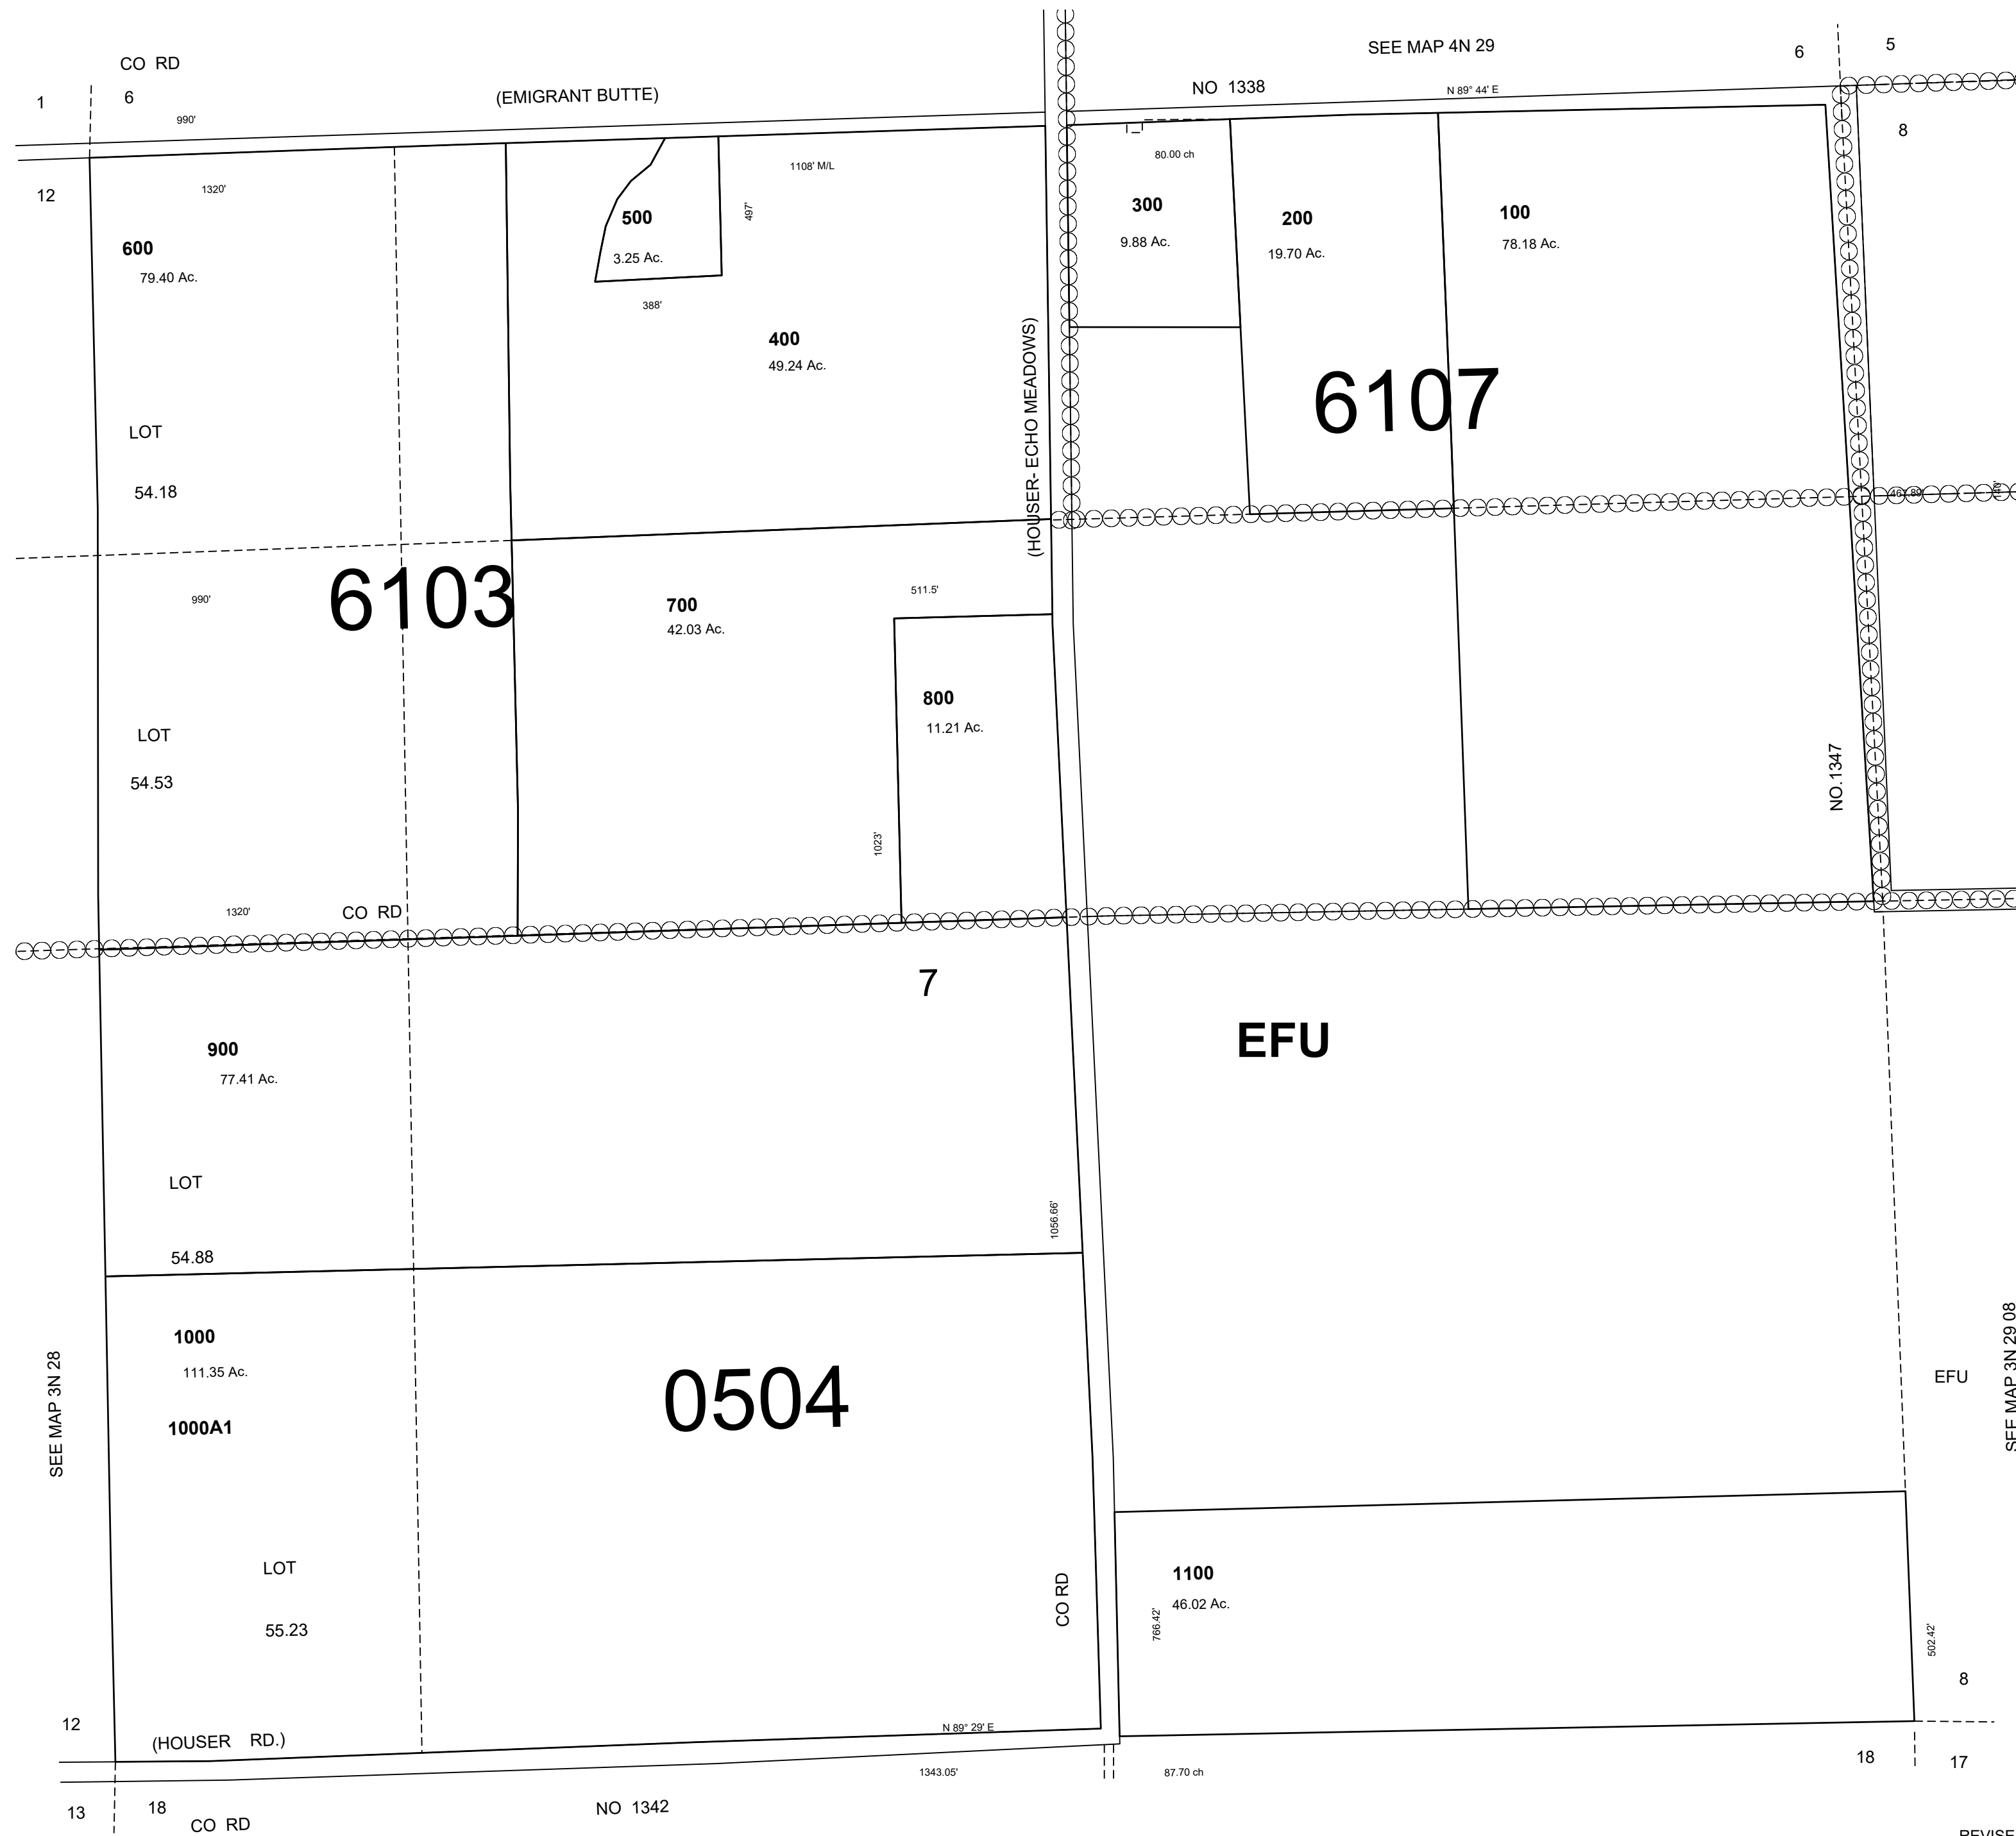 CO RD
SEE MAP 4N 29
6
5
1
6
(EMIGRANT BUTTE)
NO 1338
N 89° 44' E
990'
8
12
1320'
1108' M/L
80.00 ch
600
79.40 Ac.
500
3.25 Ac.
497'
388'
300
9.88 Ac.
200
19.70 Ac.
100
78.18 Ac.
400
49.24 Ac.
(HOUSER- ECHO MEADOWS)
6107
LOT
54.18
6103
990'
700
42.03 Ac.
511.5'
800
11.21 Ac.
LOT
54.53
1023'
NO.1347
1320'
CO RD
7
900
77.41 Ac.
EFU
LOT
54.88
1056.66'
1000
111.35 Ac.
1000A1
0504
SEE MAP 3N 28
EFU
SEE MAP 3N 29 08
LOT
55.23
CO RD
1100
46.02 Ac.
766.42'
502.42'
8
12
(HOUSER RD.)
N 89° 29' E
1343.05'
87.70 ch
18
17
13
18
CO RD
NO 1342